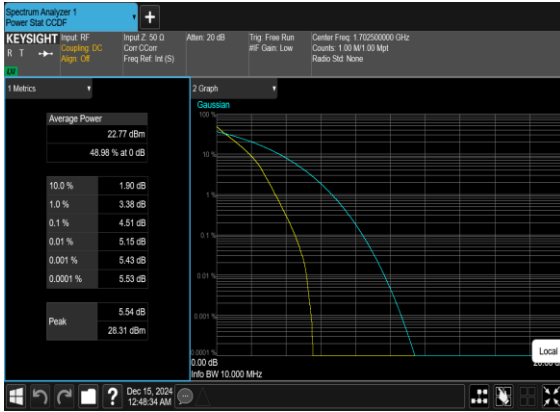 Spectrum Analyzer 1
Power Stat CCDF
KEYSIGHT
R T
LXI
Input: RF
Coupling: DC
Align: Off
Input Z: 50 Ω
Corr CCorr
Freq Ref: Int (S)
Atten: 20 dB
Trig: Free Run
#IF Gain: Low
Center Freq: 1.702500000 GHz
Counts: 1.00 M/1.00 Mpt
Radio Std: None
1 Metrics
Average Power
22.77 dBm
48.98 % at 0 dB
10.0 % 1.90 dB
1.0 % 3.38 dB
0.1 % 4.51 dB
0.01 % 5.15 dB
0.001 % 5.43 dB
0.0001 % 5.53 dB
Peak
5.54 dB
28.31 dBm
2 Graph
Gaussian
100 %
10 %
1 %
0.1 %
0.01 %
0.001 %
0.0001 %
0.00 dB
Info BW 10.000 MHz
Local
Dec 15, 2024
12:48:34 AM